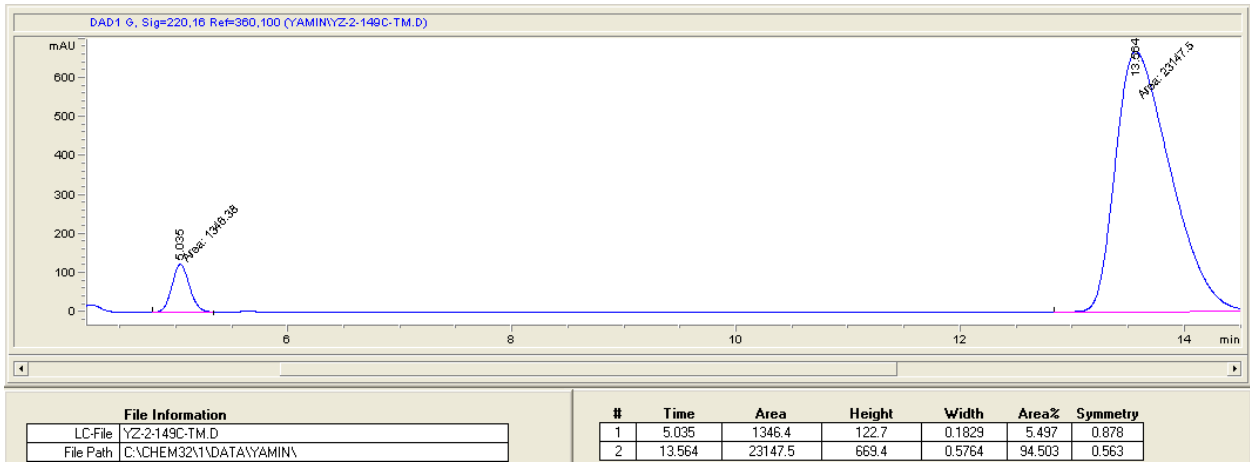 DAD1 G, Sig=220,16 Ref=360,100 (YAMIN\YZ-2-149C-TM.D)
mAU
600
500
400
300
200
100
0
5.035
Area: 1346.38
13.564
Area: 23147.5
6
8
10
12
14
min
File Information
LC-File YZ-2-149C-TM.D
File Path C:\CHEM32\1\DATA\YAMIN\
# Time Area Height Width Area% Symmetry
1 5.035 1346.4 122.7 0.1829 5.497 0.878
2 13.564 23147.5 669.4 0.5764 94.503 0.563